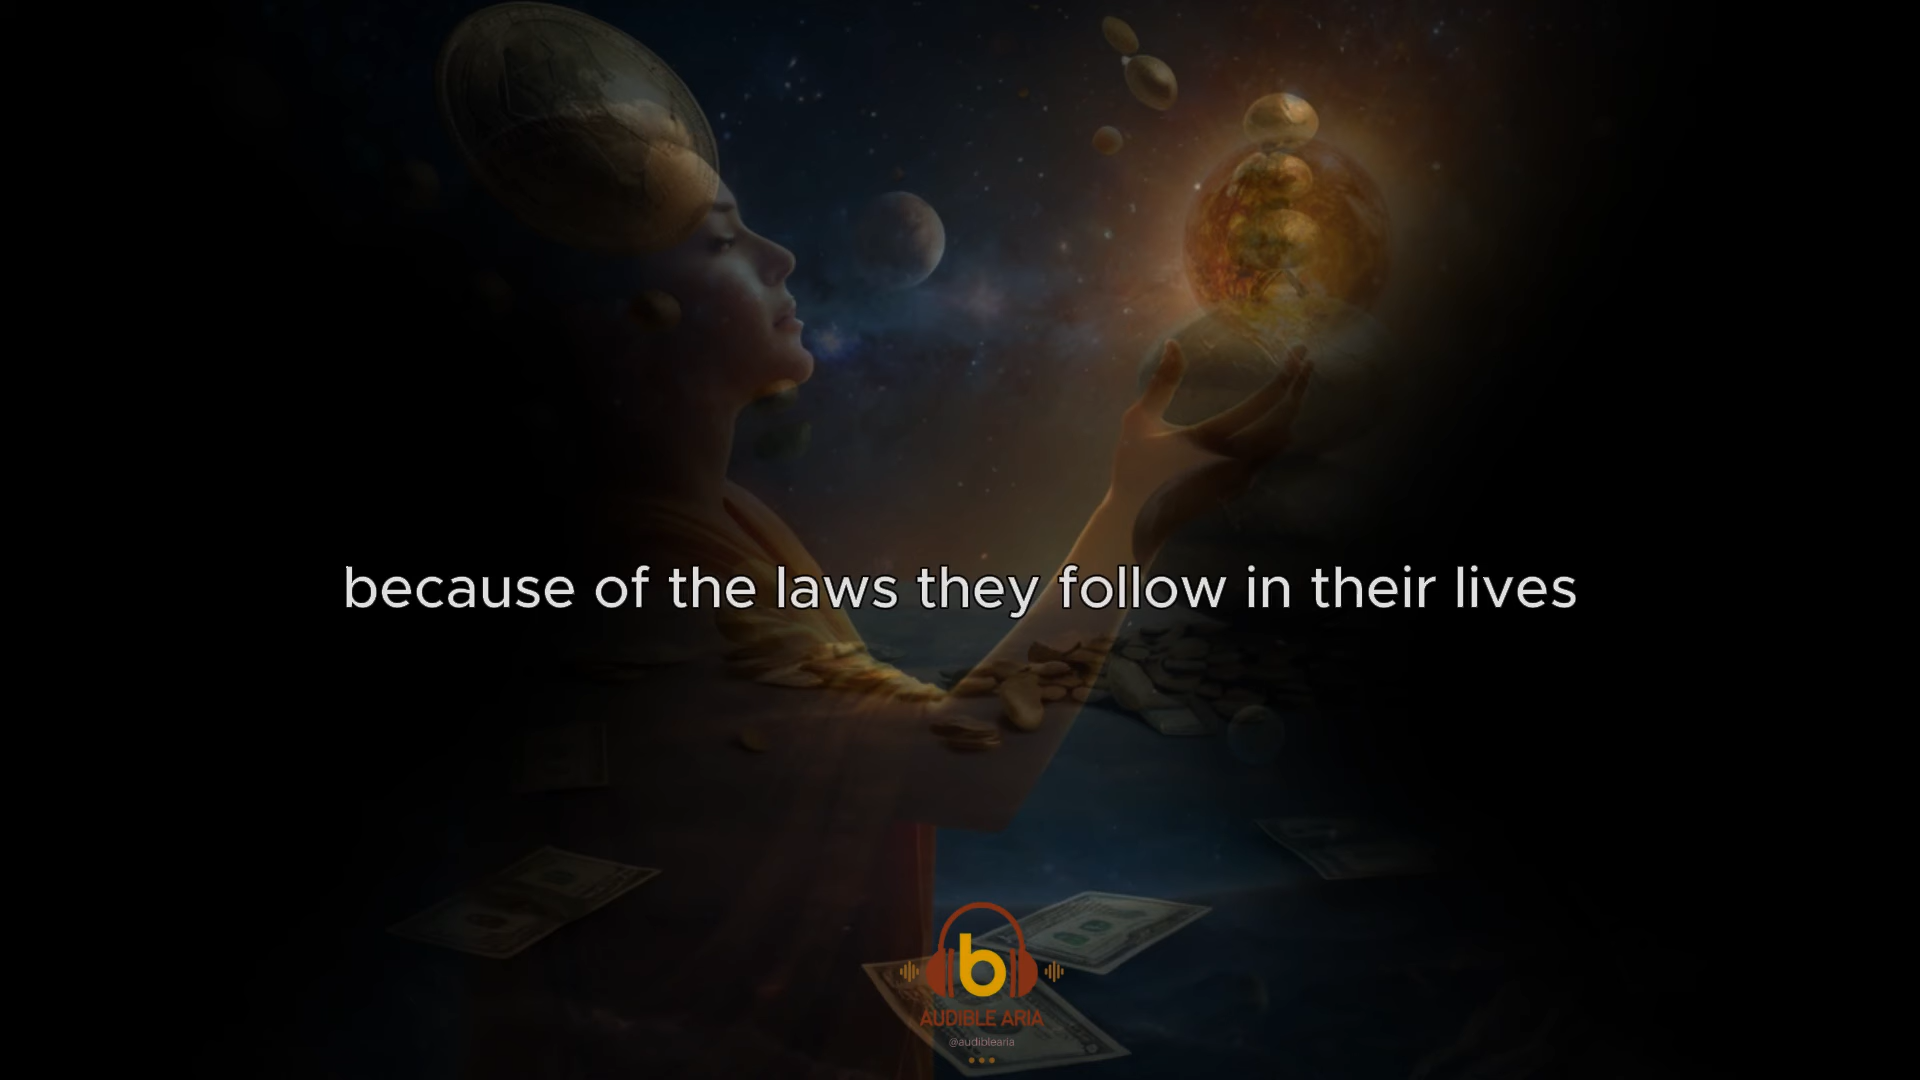 because of the laws they follow in their lives
b
AUDIBLE ARIA
@audiblearia